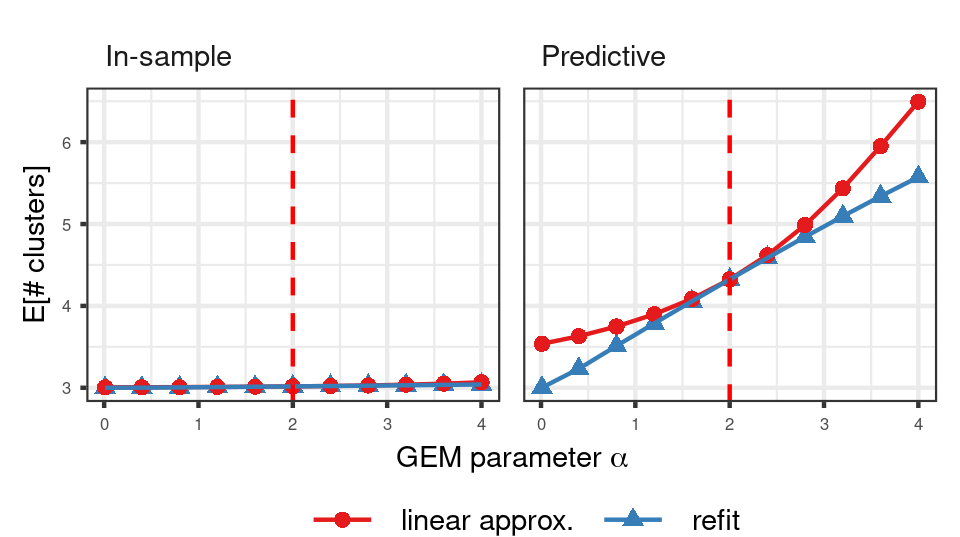 In-sample Predictive
E[# clusters]
6
5
4
3
0 1 2 3 4 0 1 2 3 4
GEM parameter α
linear approx. refit